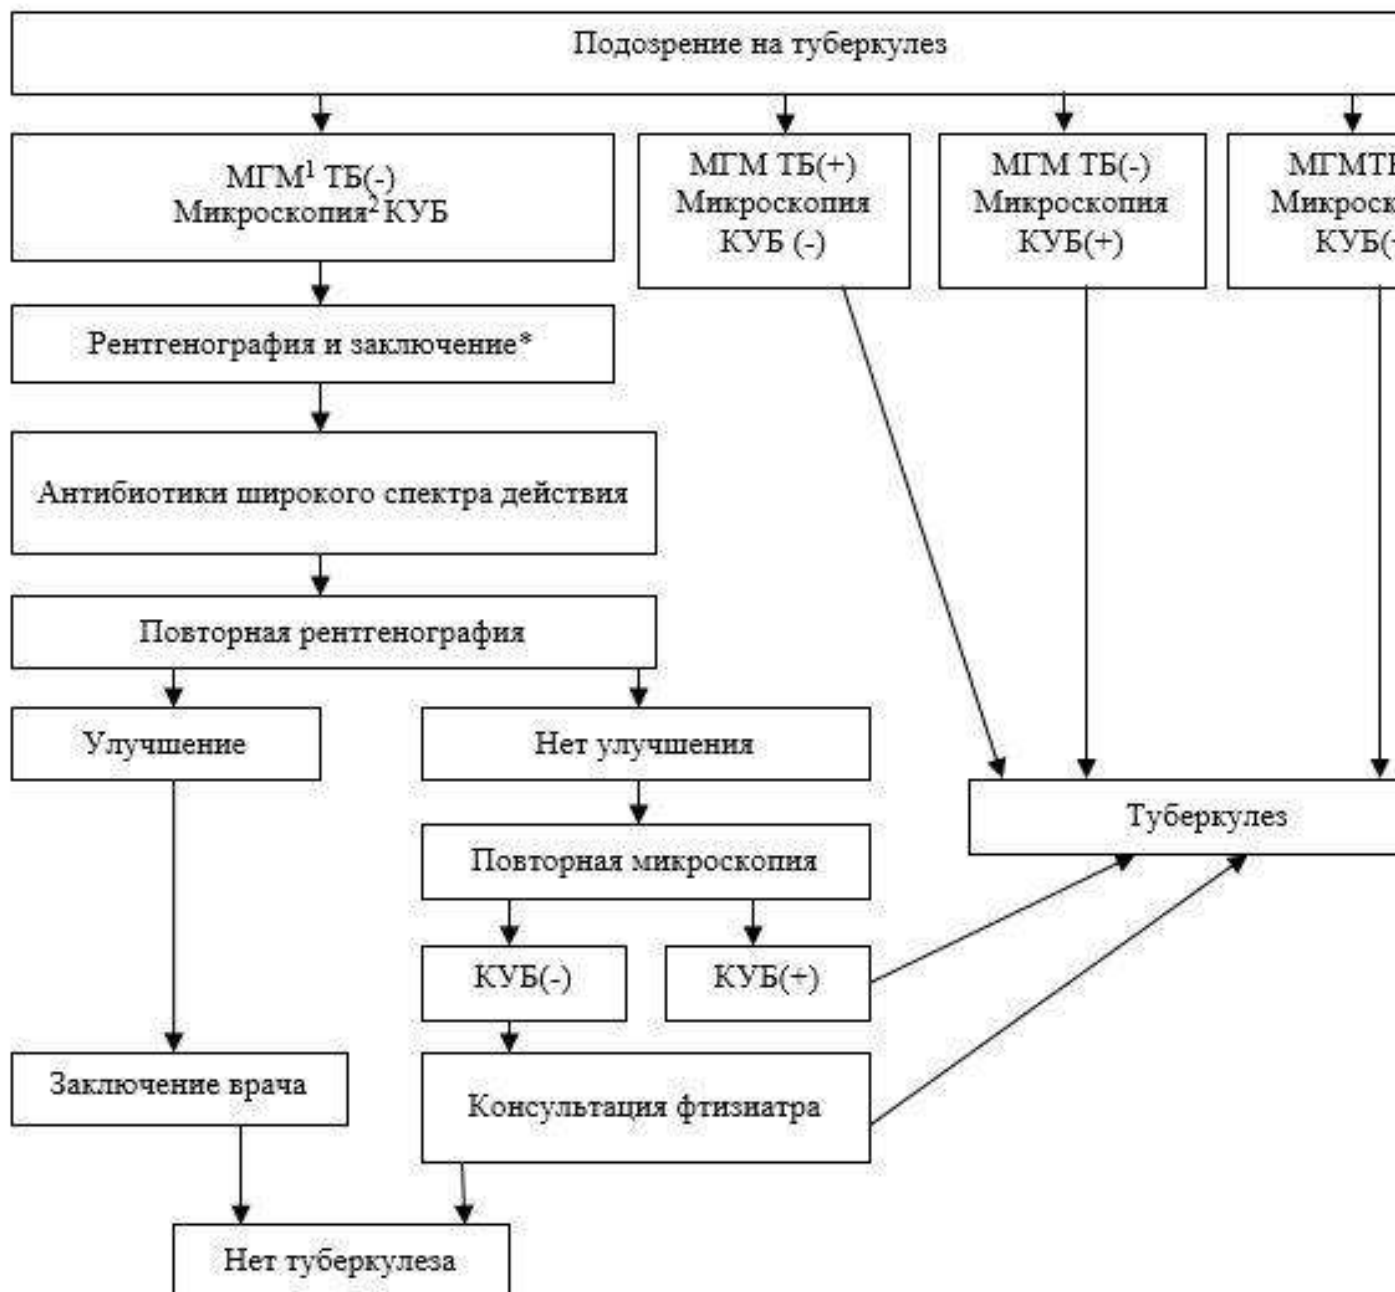 Подозрение на туберкулез
МГМ¹ ТБ(-)
Микроскопия² КУБ
МГМ ТБ(+)
Микроскопия
КУБ (-)
МГМ ТБ(-)
Микроскопия
КУБ(+)
Рентгенография и заключение*
Антибиотики широкого спектра действия
Повторная рентгенография
Улучшение
Нет улучшения
Туберкулез
Повторная микроскопия
КУБ(-)
КУБ(+)
Заключение врача
Консультация фтизиатра
Нет туберкулеза